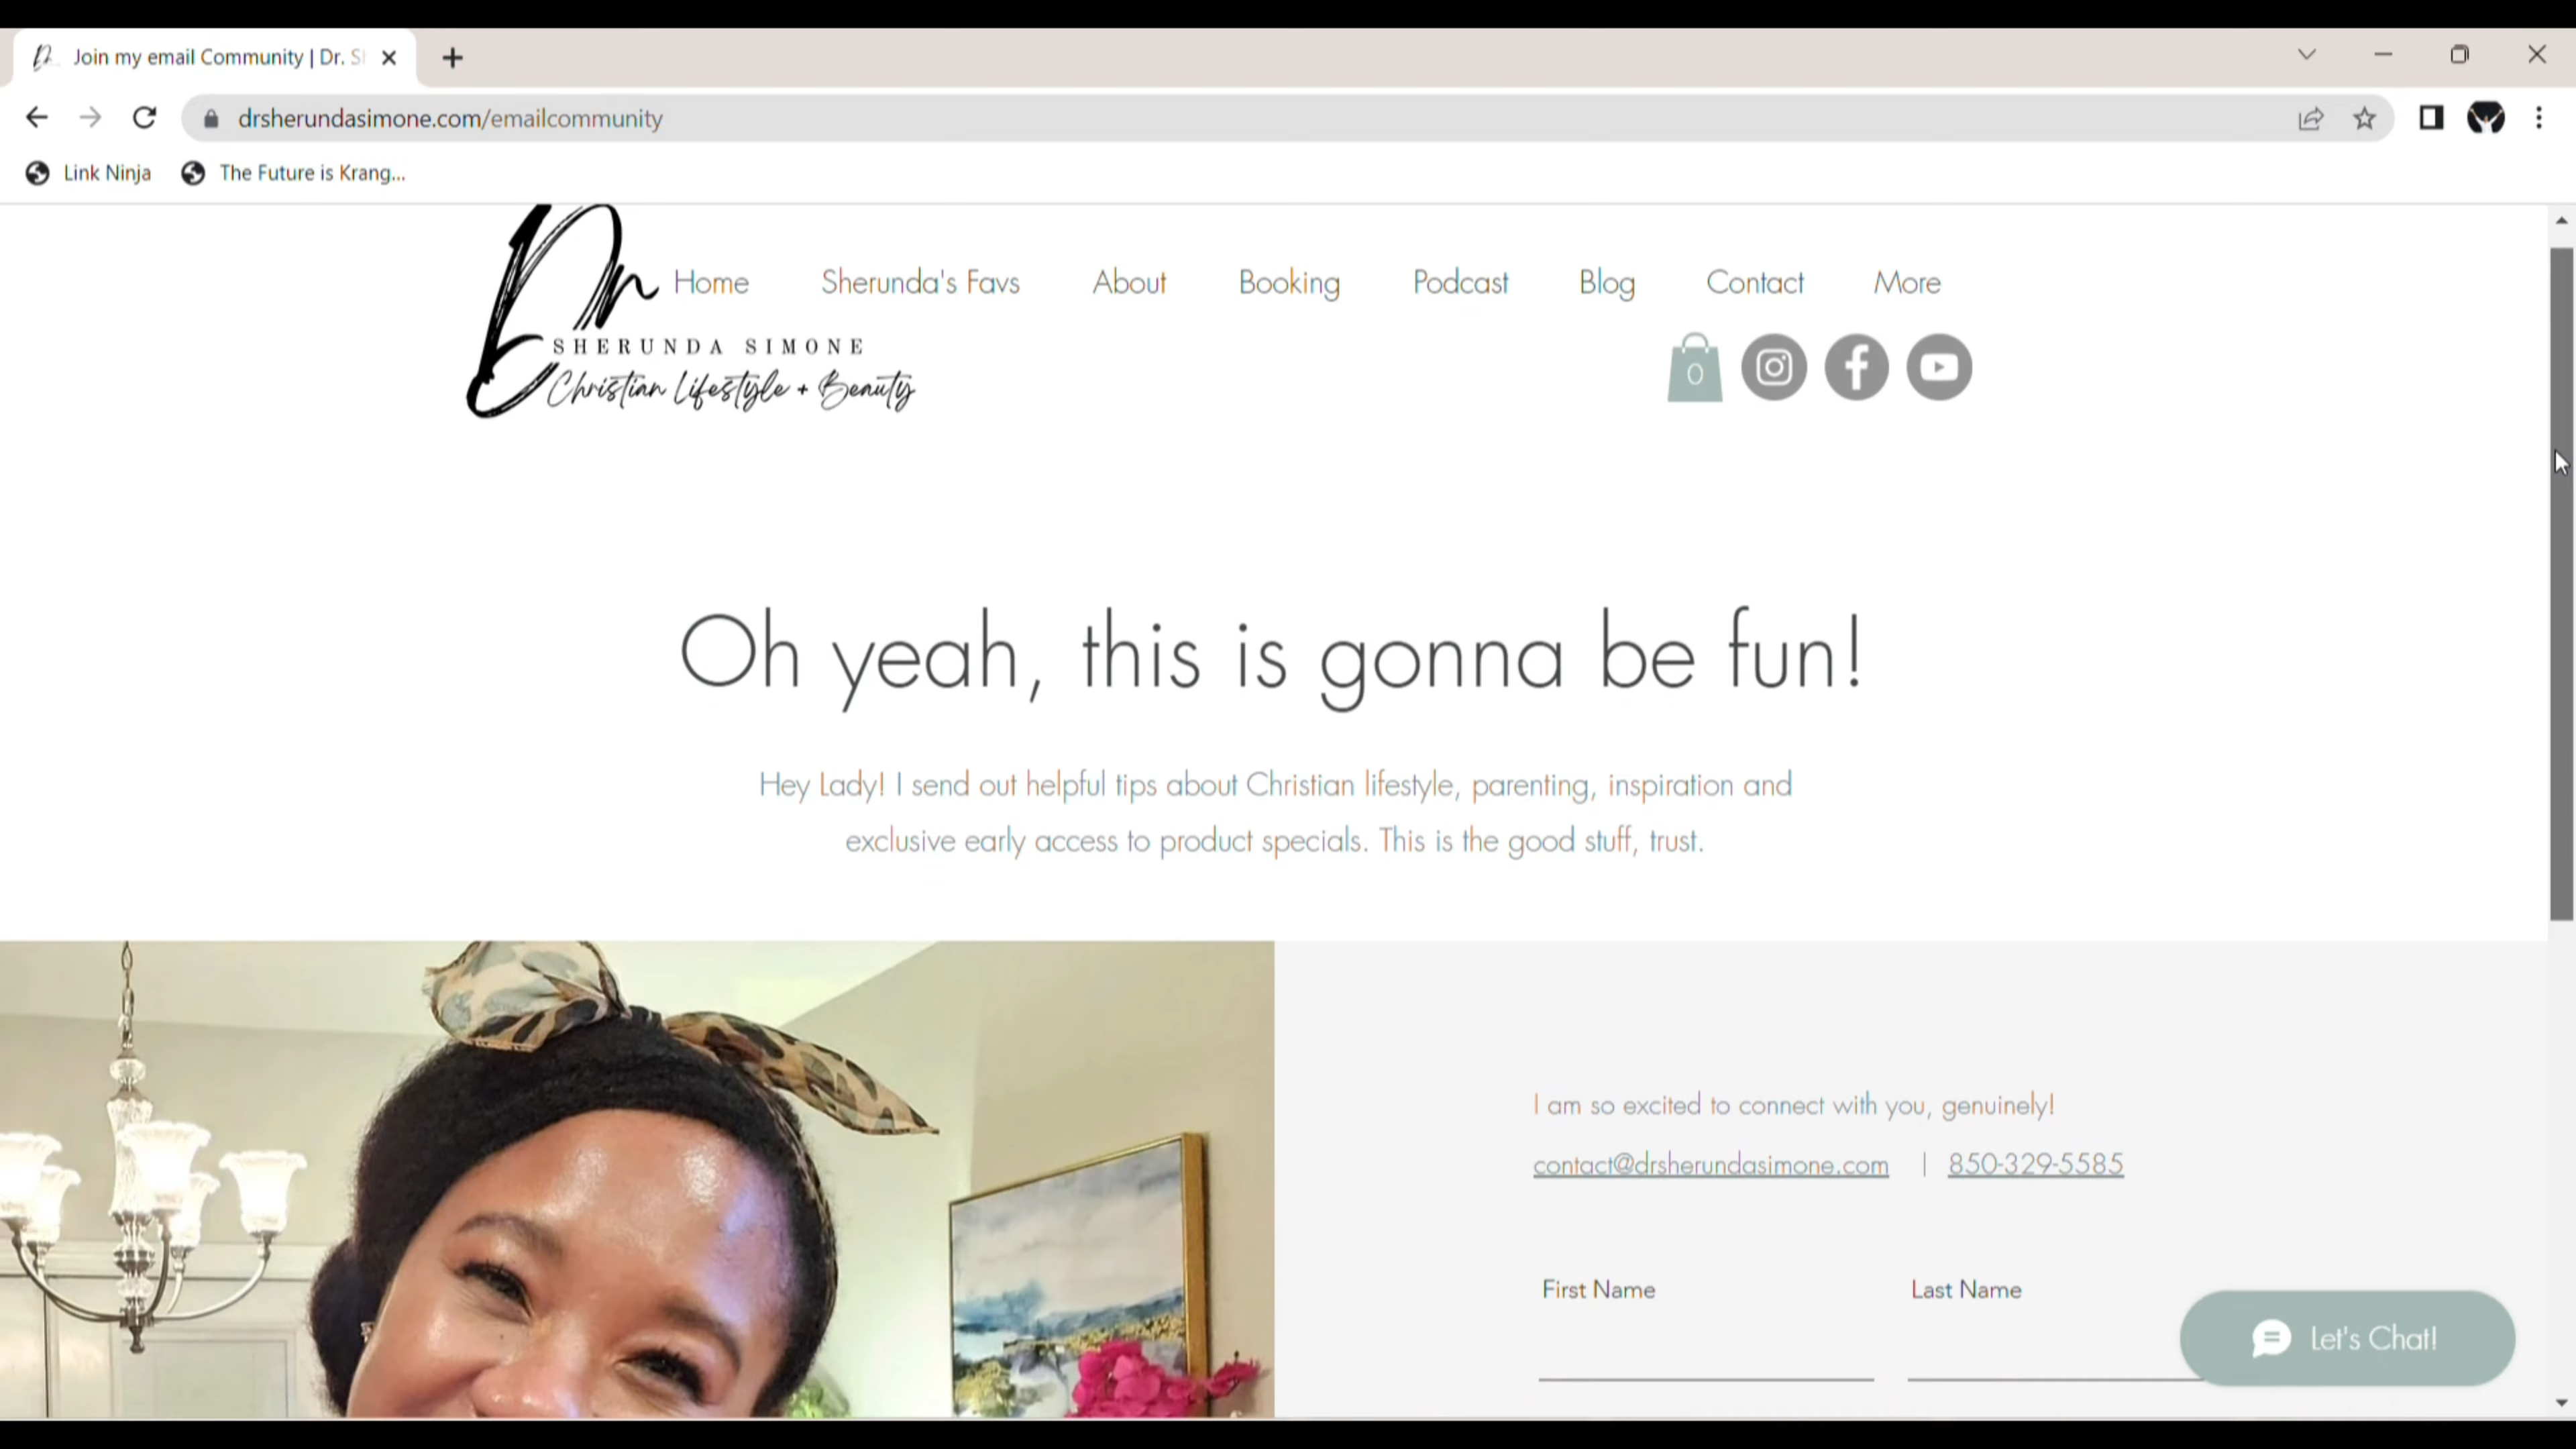 Join my email Community | Dr. S
drsherundasimone.com/emailcommunity
Link Ninja
The Future is Krang...
Dr
SHERUNDA SIMONE
Christian Lifestyle + Beauty
Home
Sherunda's Favs
About
Booking
Podcast
Blog
Contact
More
0
Oh yeah, this is gonna be fun!
Hey Lady! I send out helpful tips about Christian lifestyle, parenting, inspiration and
exclusive early access to product specials. This is the good stuff, trust.
I am so excited to connect with you, genuinely!
contact@drsherundasimone.com | 850-329-5585
First Name
Last Name
Let's Chat!